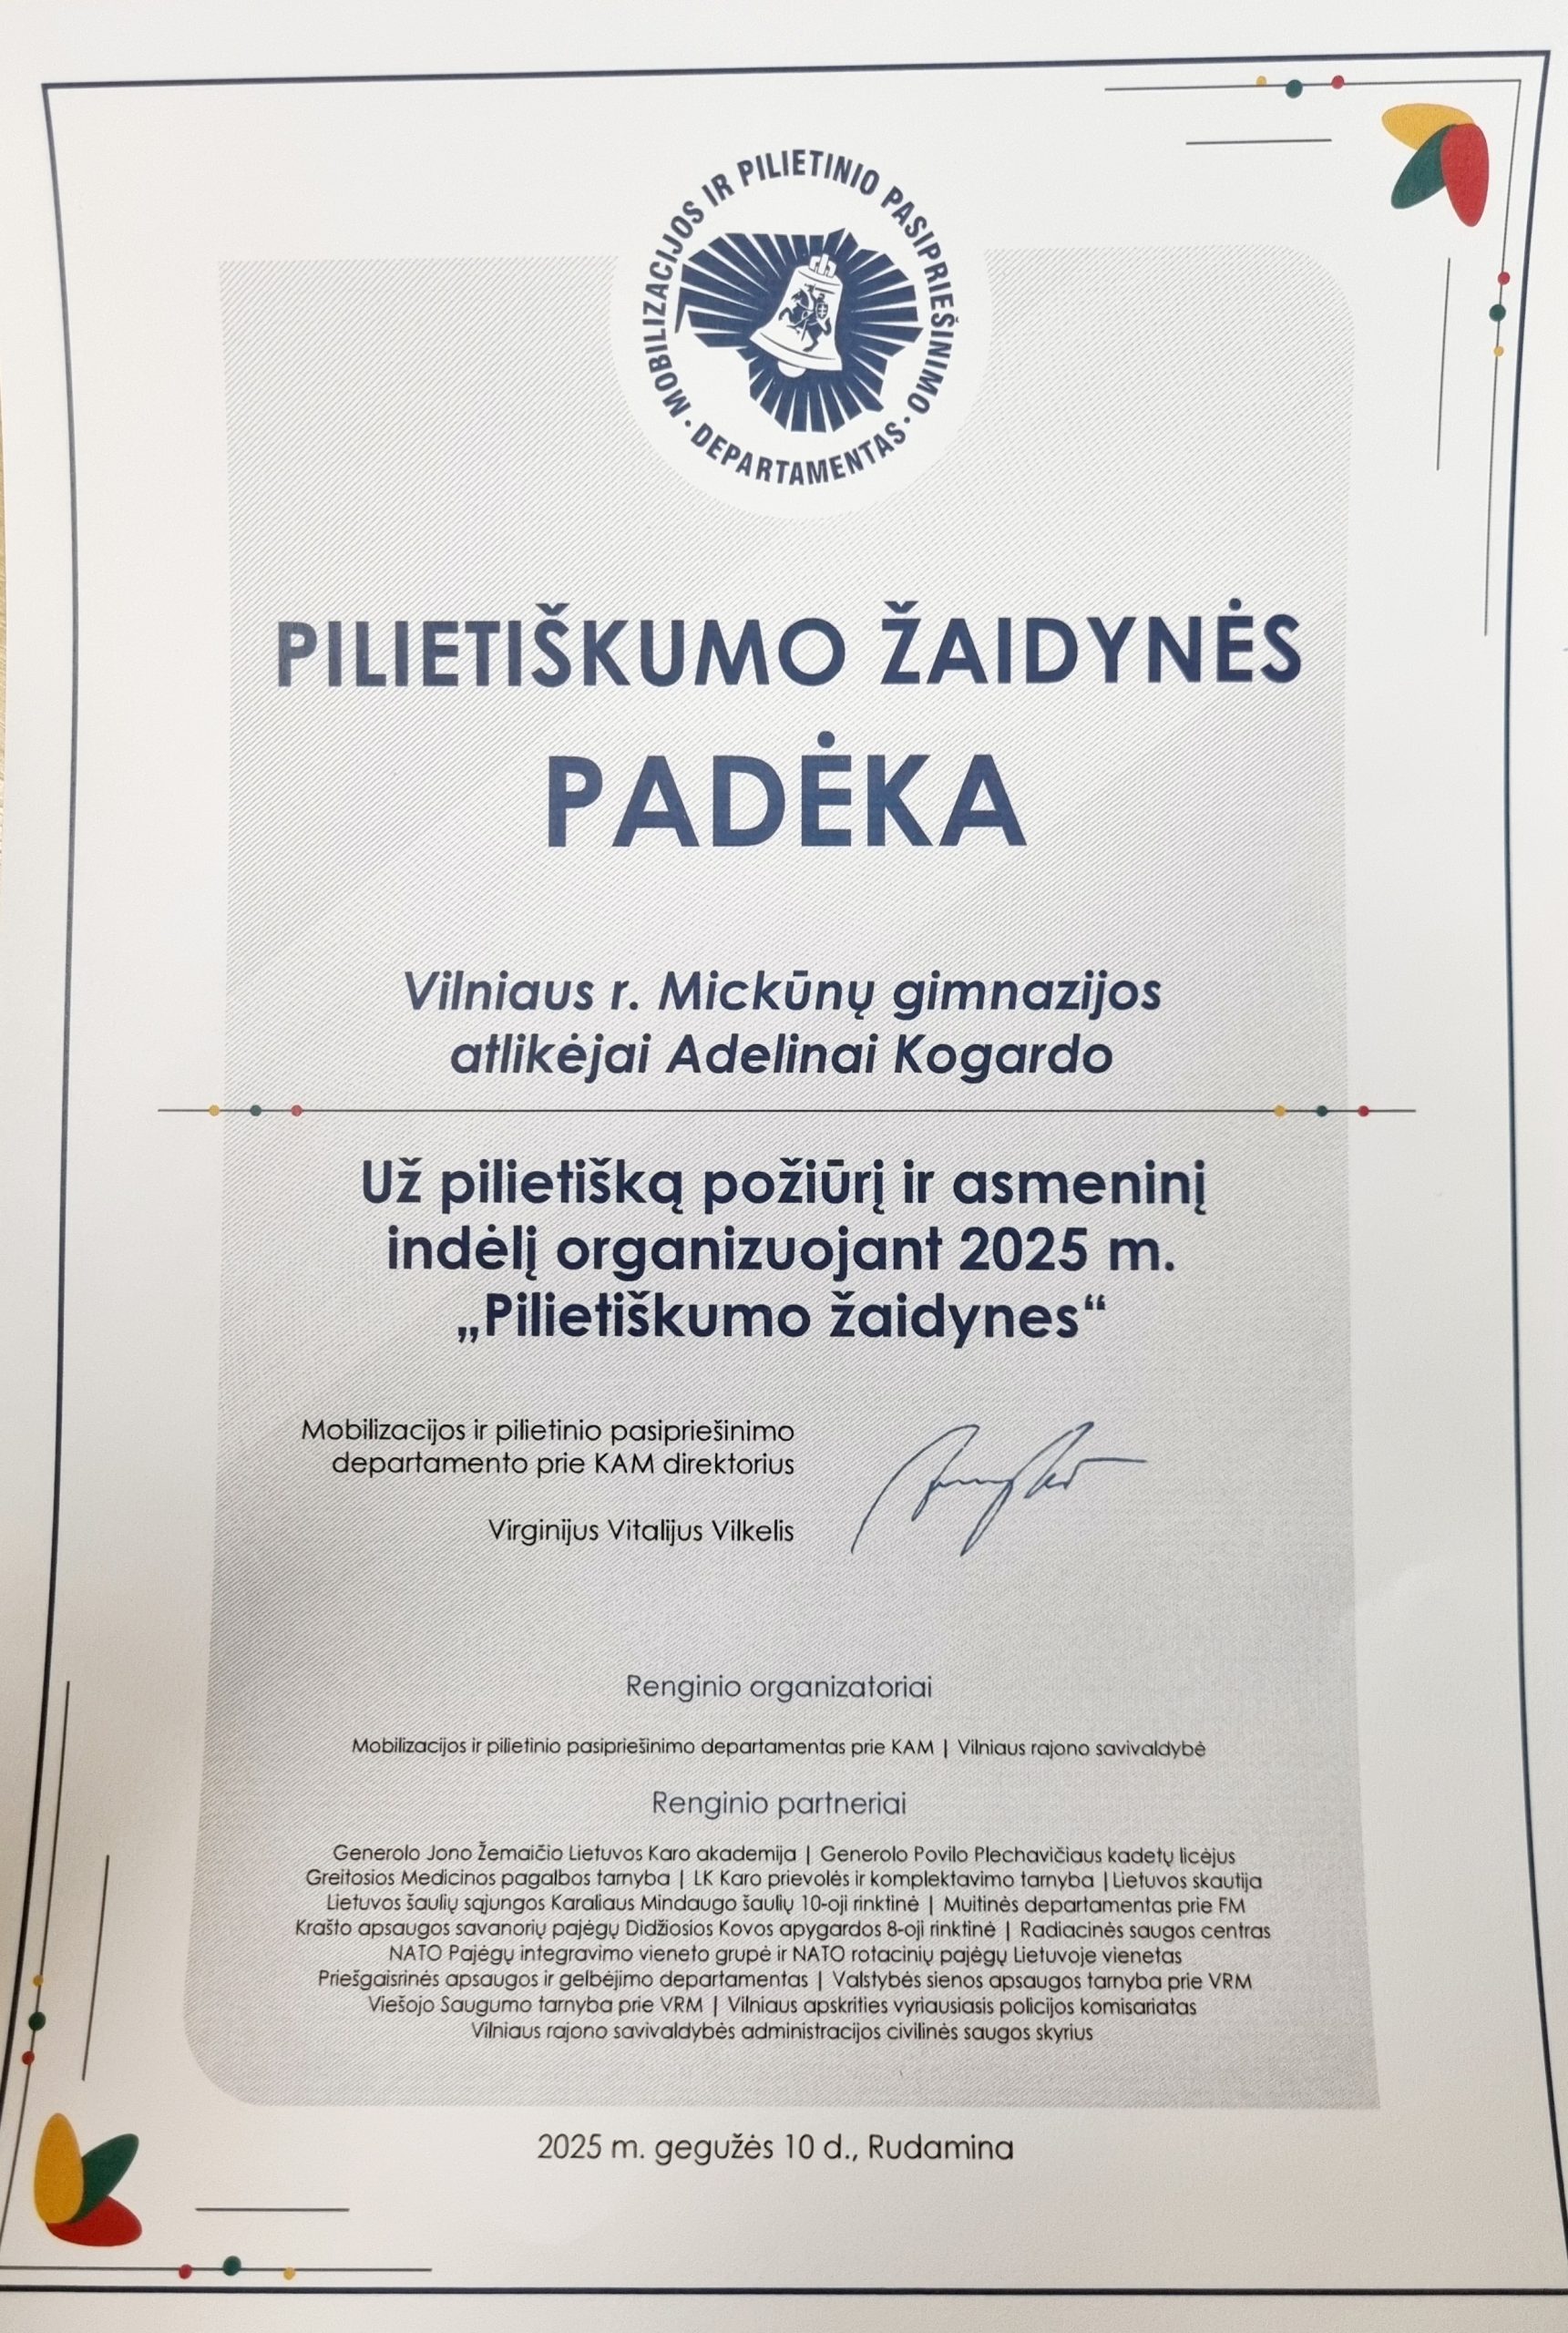 MOBILIZACIJOS IR PILIETINIO PASIPRIEŠINIMO
· DEPARTAMENTAS ·
PILIETIŠKUMO ŽAIDYNĖS
PADĖKA
Vilniaus r. Mickūnų gimnazijos
atlikėjai Adelinai Kogardo
Už pilietišką požiūrį ir asmeninį
indėlį organizuojant 2025 m.
„Pilietiškumo žaidynes“
Mobilizacijos ir pilietinio pasipriešinimo
departamento prie KAM direktorius
Virginijus Vitalijus Vilkelis
Renginio organizatoriai
Mobilizacijos ir pilietinio pasipriešinimo departamentas prie KAM | Vilniaus rajono savivaldybė
Renginio partneriai
Generolo Jono Žemaičio Lietuvos Karo akademija | Generolo Povilo Plechavičiaus kadetų licėjus
Greitosios Medicinos pagalbos tarnyba | LK Karo prievolės ir komplektavimo tarnyba | Lietuvos skautija
Lietuvos šaulių sąjungos Karaliaus Mindaugo šaulių 10-oji rinktinė | Muitinės departamentas prie FM
Krašto apsaugos savanorių pajėgų Didžiosios Kovos apygardos 8-oji rinktinė | Radiacinės saugos centras
NATO Pajėgų integravimo vieneto grupė ir NATO rotacinių pajėgų Lietuvoje vienetas
Priešgaisrinės apsaugos ir gelbėjimo departamentas | Valstybės sienos apsaugos tarnyba prie VRM
Viešojo Saugumo tarnyba prie VRM | Vilniaus apskrities vyriausiasis policijos komisariatas
Vilniaus rajono savivaldybės administracijos civilinės saugos skyrius
2025 m. gegužės 10 d., Rudamina